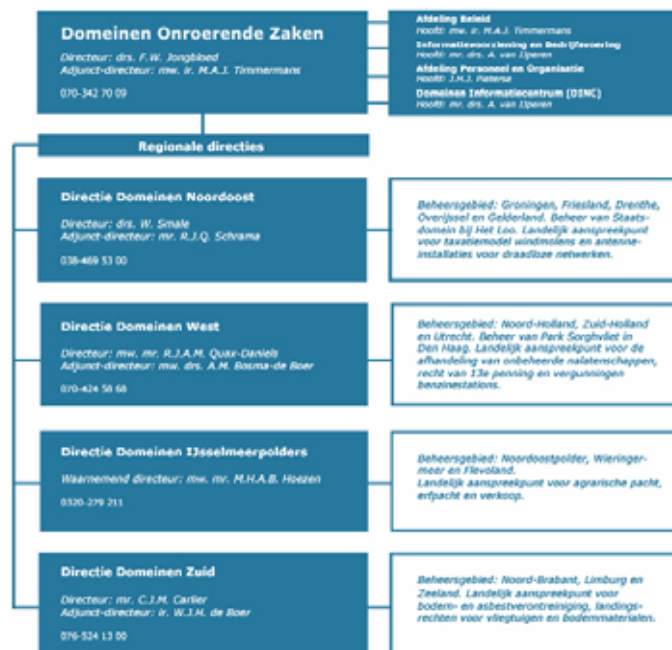 Domeinen Onroerende Zaken
Directeur: drs. F.W. Jongbloed
Adjunct-directeur: mw. ir. M.A.J. Timmermans
070-342 70 09
Afdeling Beleid
Hoofd: mw. ir. M.A.J. Timmermans
Informatievoorziening en Bedrijfsvoering
Hoofd: mr. drs. A. van IJperen
Afdeling Personeel en Organisatie
Hoofd: J.H.J. Pieterse
Domeinen Informatiecentrum (DINC)
Hoofd: mr. drs. A. van IJperen
Regionale directies
Directie Domeinen Noordoost
Directeur: drs. W. Smale
Adjunct-directeur: mr. R.J.Q. Schrama
038-469 53 00
Beheersgebied: Groningen, Friesland, Drenthe,
Overijssel en Gelderland. Beheer van Staats-
domein bij Het Loo. Landelijk aanspreekpunt
voor taxatiemodel windmolens en antenne-
installaties voor draadloze netwerken.
Directie Domeinen West
Directeur: mw. mr. R.J.A.M. Quax-Daniels
Adjunct-directeur: mw. drs. A.M. Bosma-de Boer
070-424 58 68
Beheersgebied: Noord-Holland, Zuid-Holland
en Utrecht. Beheer van Park Sorghvliet in
Den Haag. Landelijk aanspreekpunt voor de
afhandeling van onbeheerde nalatenschappen,
recht van 13e penning en vergunningen
benzinestations.
Directie Domeinen IJsselmeerpolders
Waarnemend directeur: mw. mr. M.H.A.B. Hoezen
0320-279 211
Beheersgebied: Noordoostpolder, Wieringer-
meer en Flevoland.
Landelijk aanspreekpunt voor agrarische pacht,
erfpacht en verkoop.
Directie Domeinen Zuid
Directeur: mr. C.J.M. Carlier
Adjunct-directeur: ir. W.J.H. de Boer
076-524 13 00
Beheersgebied: Noord-Brabant, Limburg en
Zeeland. Landelijk aanspreekpunt voor
bodem- en asbestverontreiniging, landings-
rechten voor vliegtuigen en bodemmaterialen.